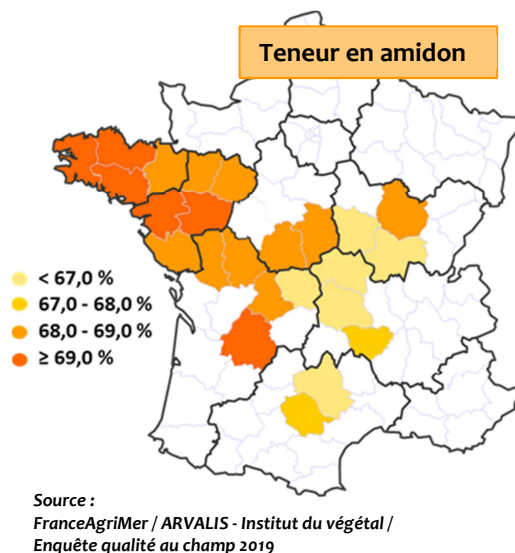 Teneur en amidon
< 67,0 %
67,0 - 68,0 %
68,0 - 69,0 %
≥ 69,0 %
Source :
FranceAgriMer / ARVALIS - Institut du végétal /
Enquête qualité au champ 2019